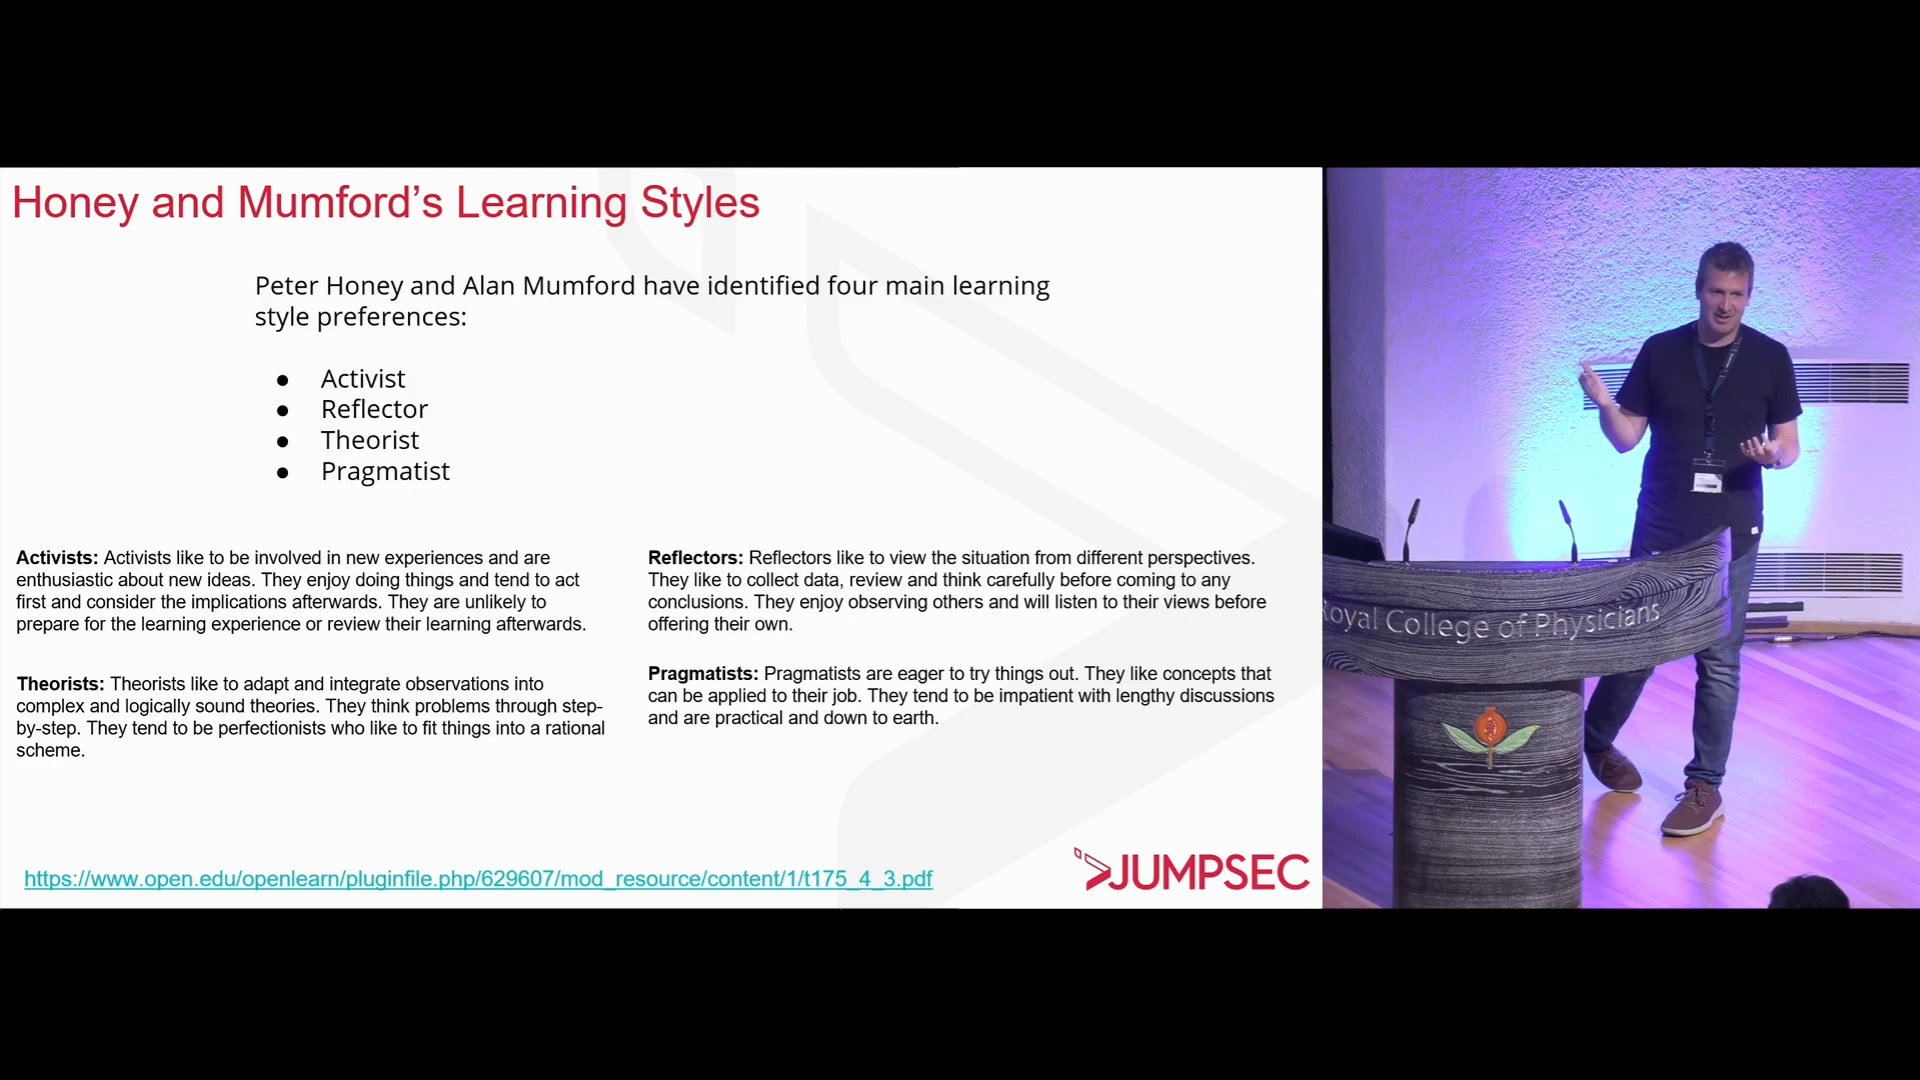 Honey and Mumford’s Learning Styles
Peter Honey and Alan Mumford have identified four main learning
style preferences:
● Activist
● Reflector
● Theorist
● Pragmatist
Activists: Activists like to be involved in new experiences and are
enthusiastic about new ideas. They enjoy doing things and tend to act
first and consider the implications afterwards. They are unlikely to
prepare for the learning experience or review their learning afterwards.
Theorists: Theorists like to adapt and integrate observations into
complex and logically sound theories. They think problems through step-
by-step. They tend to be perfectionists who like to fit things into a rational
scheme.
Reflectors: Reflectors like to view the situation from different perspectives.
They like to collect data, review and think carefully before coming to any
conclusions. They enjoy observing others and will listen to their views before
offering their own.
Pragmatists: Pragmatists are eager to try things out. They like concepts that
can be applied to their job. They tend to be impatient with lengthy discussions
and are practical and down to earth.
https://www.open.edu/openlearn/pluginfile.php/629607/mod_resource/content/1/t175_4_3.pdf
JUMPSEC
Royal College of Physicians